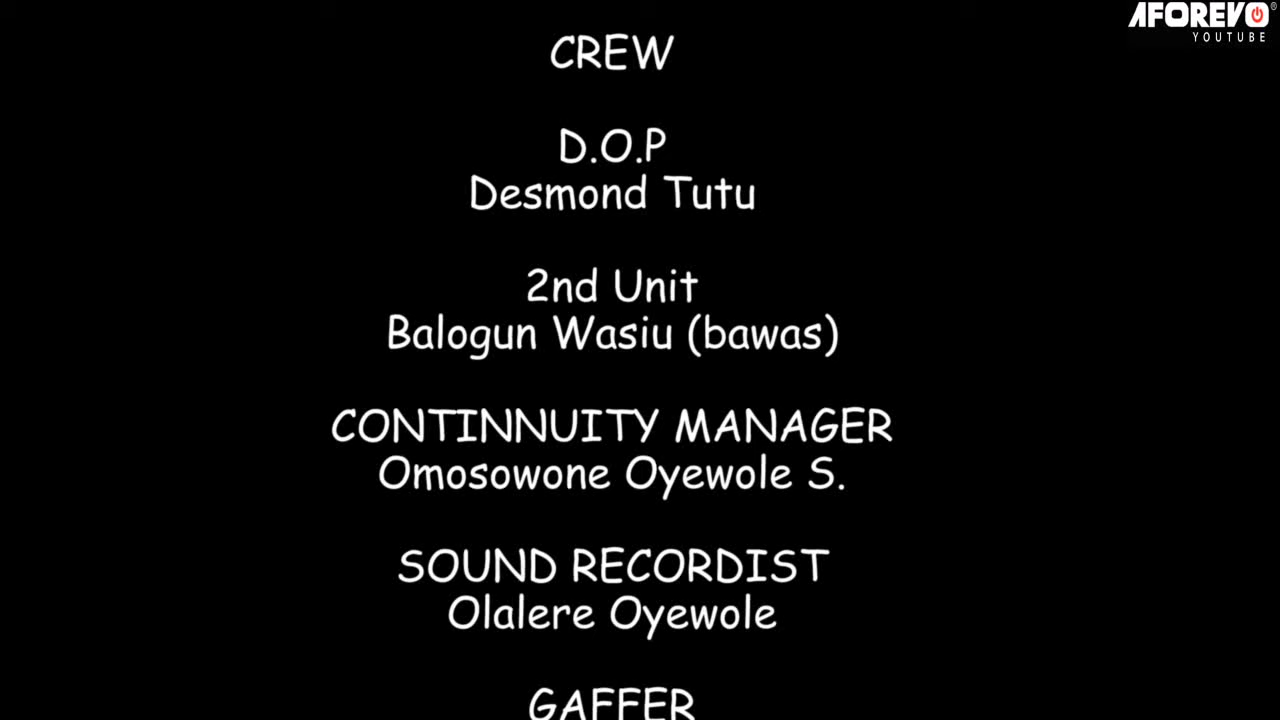 AFOREVO
YOUTUBE
CREW
D.O.P
Desmond Tutu
2nd Unit
Balogun Wasiu (bawas)
CONTINNUITY MANAGER
Omosowone Oyewole S.
SOUND RECORDIST
Olalere Oyewole
GAFFER